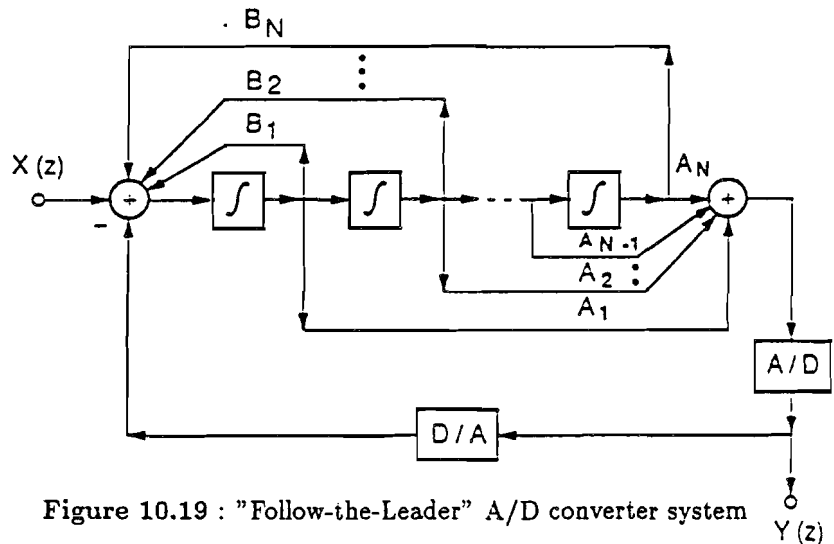 B_N
B_2
B_1
X(z)
+
-
∫
∫
∫
A_N
+
A_N-1
A_2
A_1
A/D
D/A
Figure 10.19 : "Follow-the-Leader" A/D converter system
Y(z)